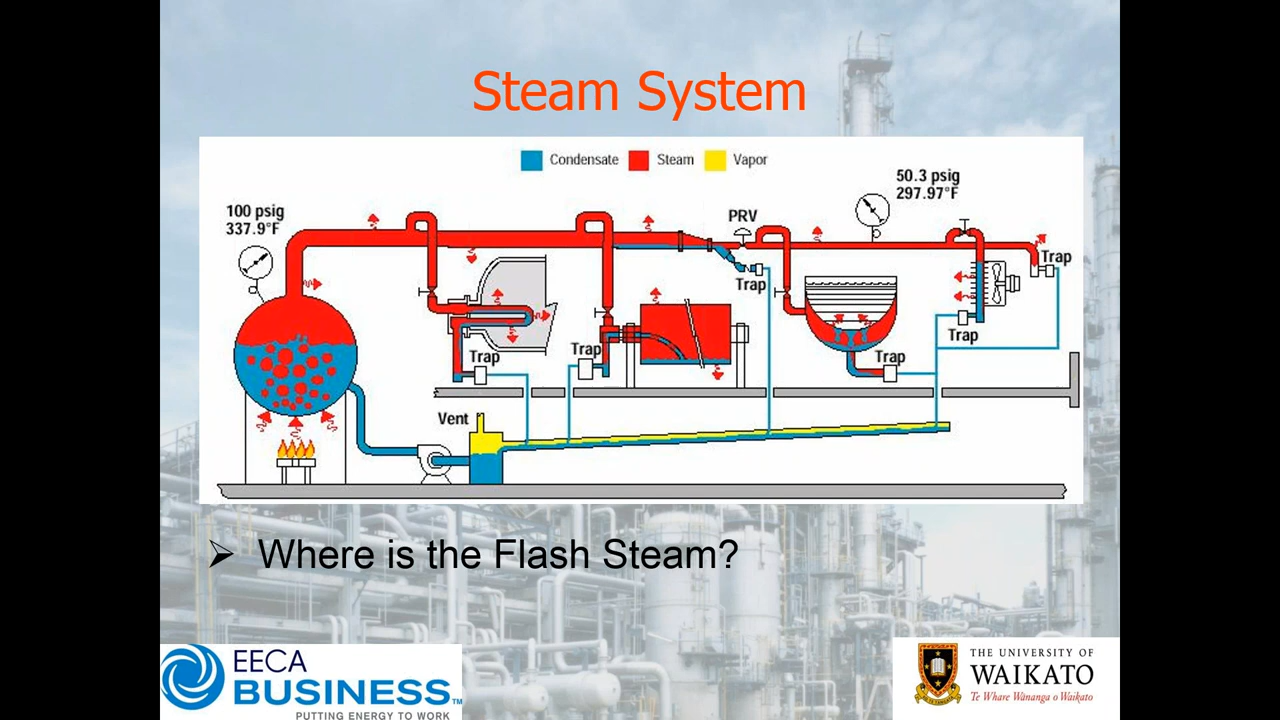 Steam System
Condensate Steam Vapor
50.3 psig
297.97°F
100 psig
337.9°F
PRV
Trap
Trap
Trap
Trap
Trap
Trap
Vent
➢ Where is the Flash Steam?
EECA
BUSINESS™
PUTTING ENERGY TO WORK
THE UNIVERSITY OF
WAIKATO
Te Whare Wānanga o Waikato